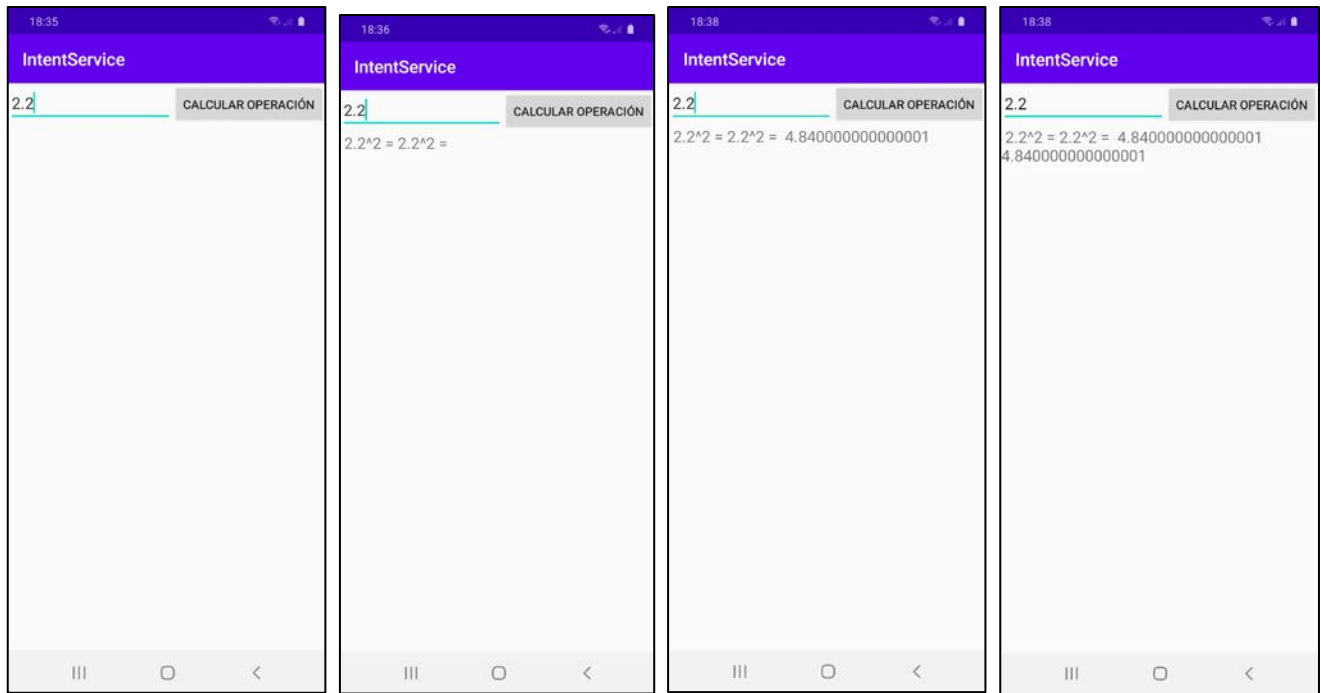 18:35
IntentService
2.2
CALCULAR OPERACIÓN
18:36
IntentService
2.2
CALCULAR OPERACIÓN
2.2^2 = 2.2^2 =
18:38
IntentService
2.2
CALCULAR OPERACIÓN
2.2^2 = 2.2^2 = 4.840000000000001
18:38
IntentService
2.2
CALCULAR OPERACIÓN
2.2^2 = 2.2^2 = 4.840000000000001
4.840000000000001